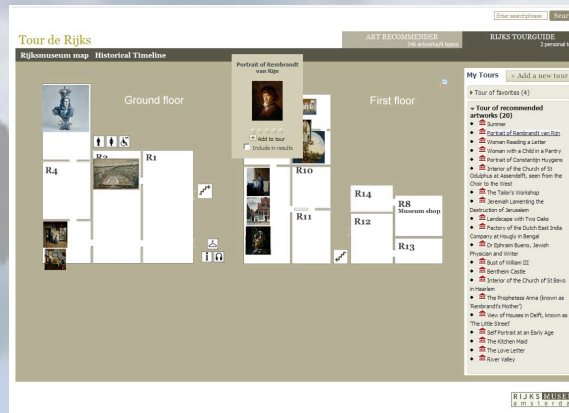 Enter searchphrase
Tour de Rijks
ART RECOMMENDER
346 artworks/9 topics
RIJKS TOURGUIDE
Rijksmuseum map Historical Timeline
Portrait of Rembrandt
van Rijn
Add to tour
Include in results
Ground floor
First floor
R4
R2
R1
R10
R11
R14
R12
R8
Museum shop
R13
My Tours
+ Add a new tour
Tour of favorites (4)
Tour of recommended
artworks (20)
Summer
Portrait of Rembrandt van Rijn
Woman Reading a Letter
Woman with a Child in a Pantry
Portrait of Constantijn Huygens
Interior of the Church of St
Odulphus at Assendelft, seen from the
Choir to the West
The Tailor's Workshop
Jeremiah Lamenting the
Destruction of Jerusalem
Landscape with Two Oaks
Factory of the Dutch East India
Company at Hougly in Bengal
Dr Ephraim Bueno, Jewish
Physician and Writer
Bust of William III
Bentheim Castle
Interior of the Church of St Bavo
in Haarlem
The Prophetess Anna (known as
'Rembrandt's Mother')
View of Houses in Delft, known as
'The Little Street'
Self Portrait at an Early Age
The Kitchen Maid
The Love Letter
River Valley
RIJKS